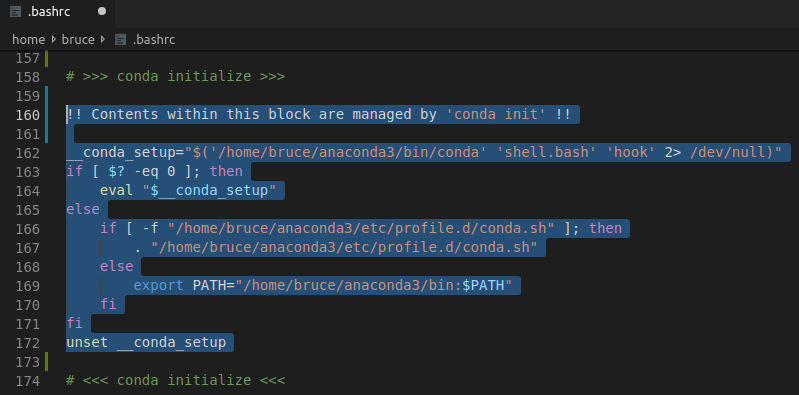 .bashrc
home bruce .bashrc
157
158 # >>> conda initialize >>>
159
160 !! Contents within this block are managed by 'conda init' !!
161
162 __conda_setup="$('/home/bruce/anaconda3/bin/conda' 'shell.bash' 'hook' 2> /dev/null)"
163 if [ $? -eq 0 ]; then
164     eval "$__conda_setup"
165 else
166     if [ -f "/home/bruce/anaconda3/etc/profile.d/conda.sh" ]; then
167         . "/home/bruce/anaconda3/etc/profile.d/conda.sh"
168     else
169         export PATH="/home/bruce/anaconda3/bin:$PATH"
170     fi
171 fi
172 unset __conda_setup
173
174 # <<< conda initialize <<<